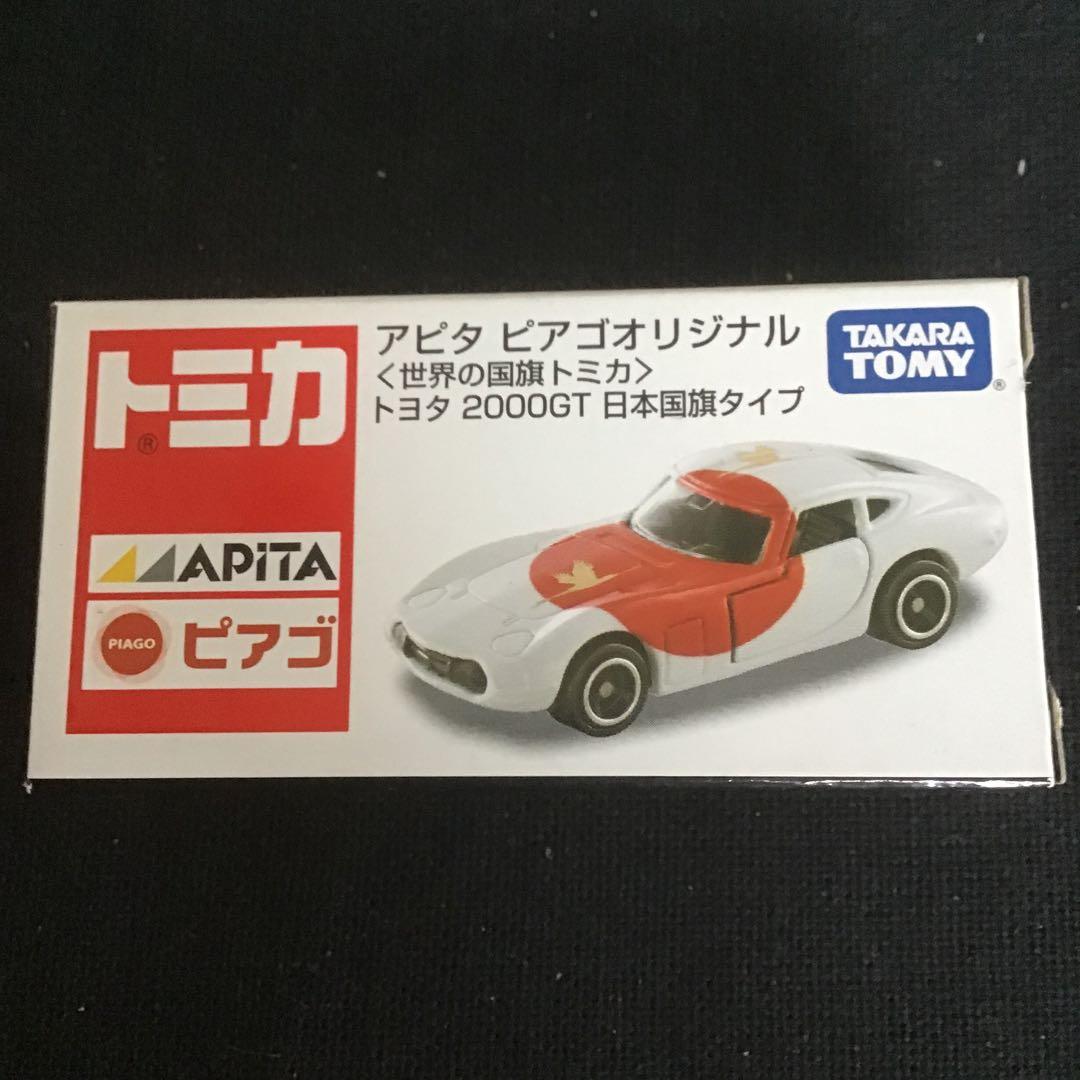 トミカ
®
APiTA
PIAGO
ピアゴ
アピタ ピアゴオリジナル
<世界の国旗トミカ>
トヨタ 2000GT 日本国旗タイプ
TAKARA
TOMY
®